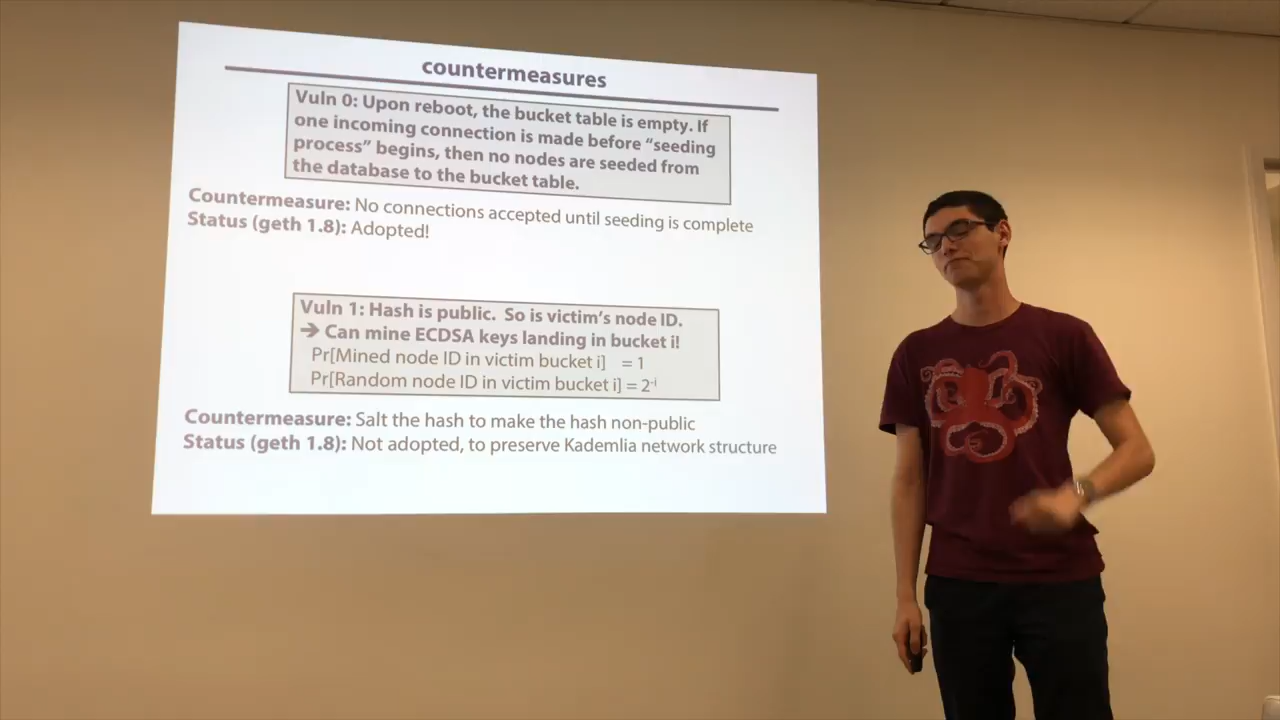 countermeasures
Vuln 0: Upon reboot, the bucket table is empty. If
one incoming connection is made before “seeding
process” begins, then no nodes are seeded from
the database to the bucket table.
Countermeasure: No connections accepted until seeding is complete
Status (geth 1.8): Adopted!
Vuln 1: Hash is public. So is victim’s node ID.
➔ Can mine ECDSA keys landing in bucket i!
Pr[Mined node ID in victim bucket i] = 1
Pr[Random node ID in victim bucket i] = 2⁻ⁱ
Countermeasure: Salt the hash to make the hash non-public
Status (geth 1.8): Not adopted, to preserve Kademlia network structure